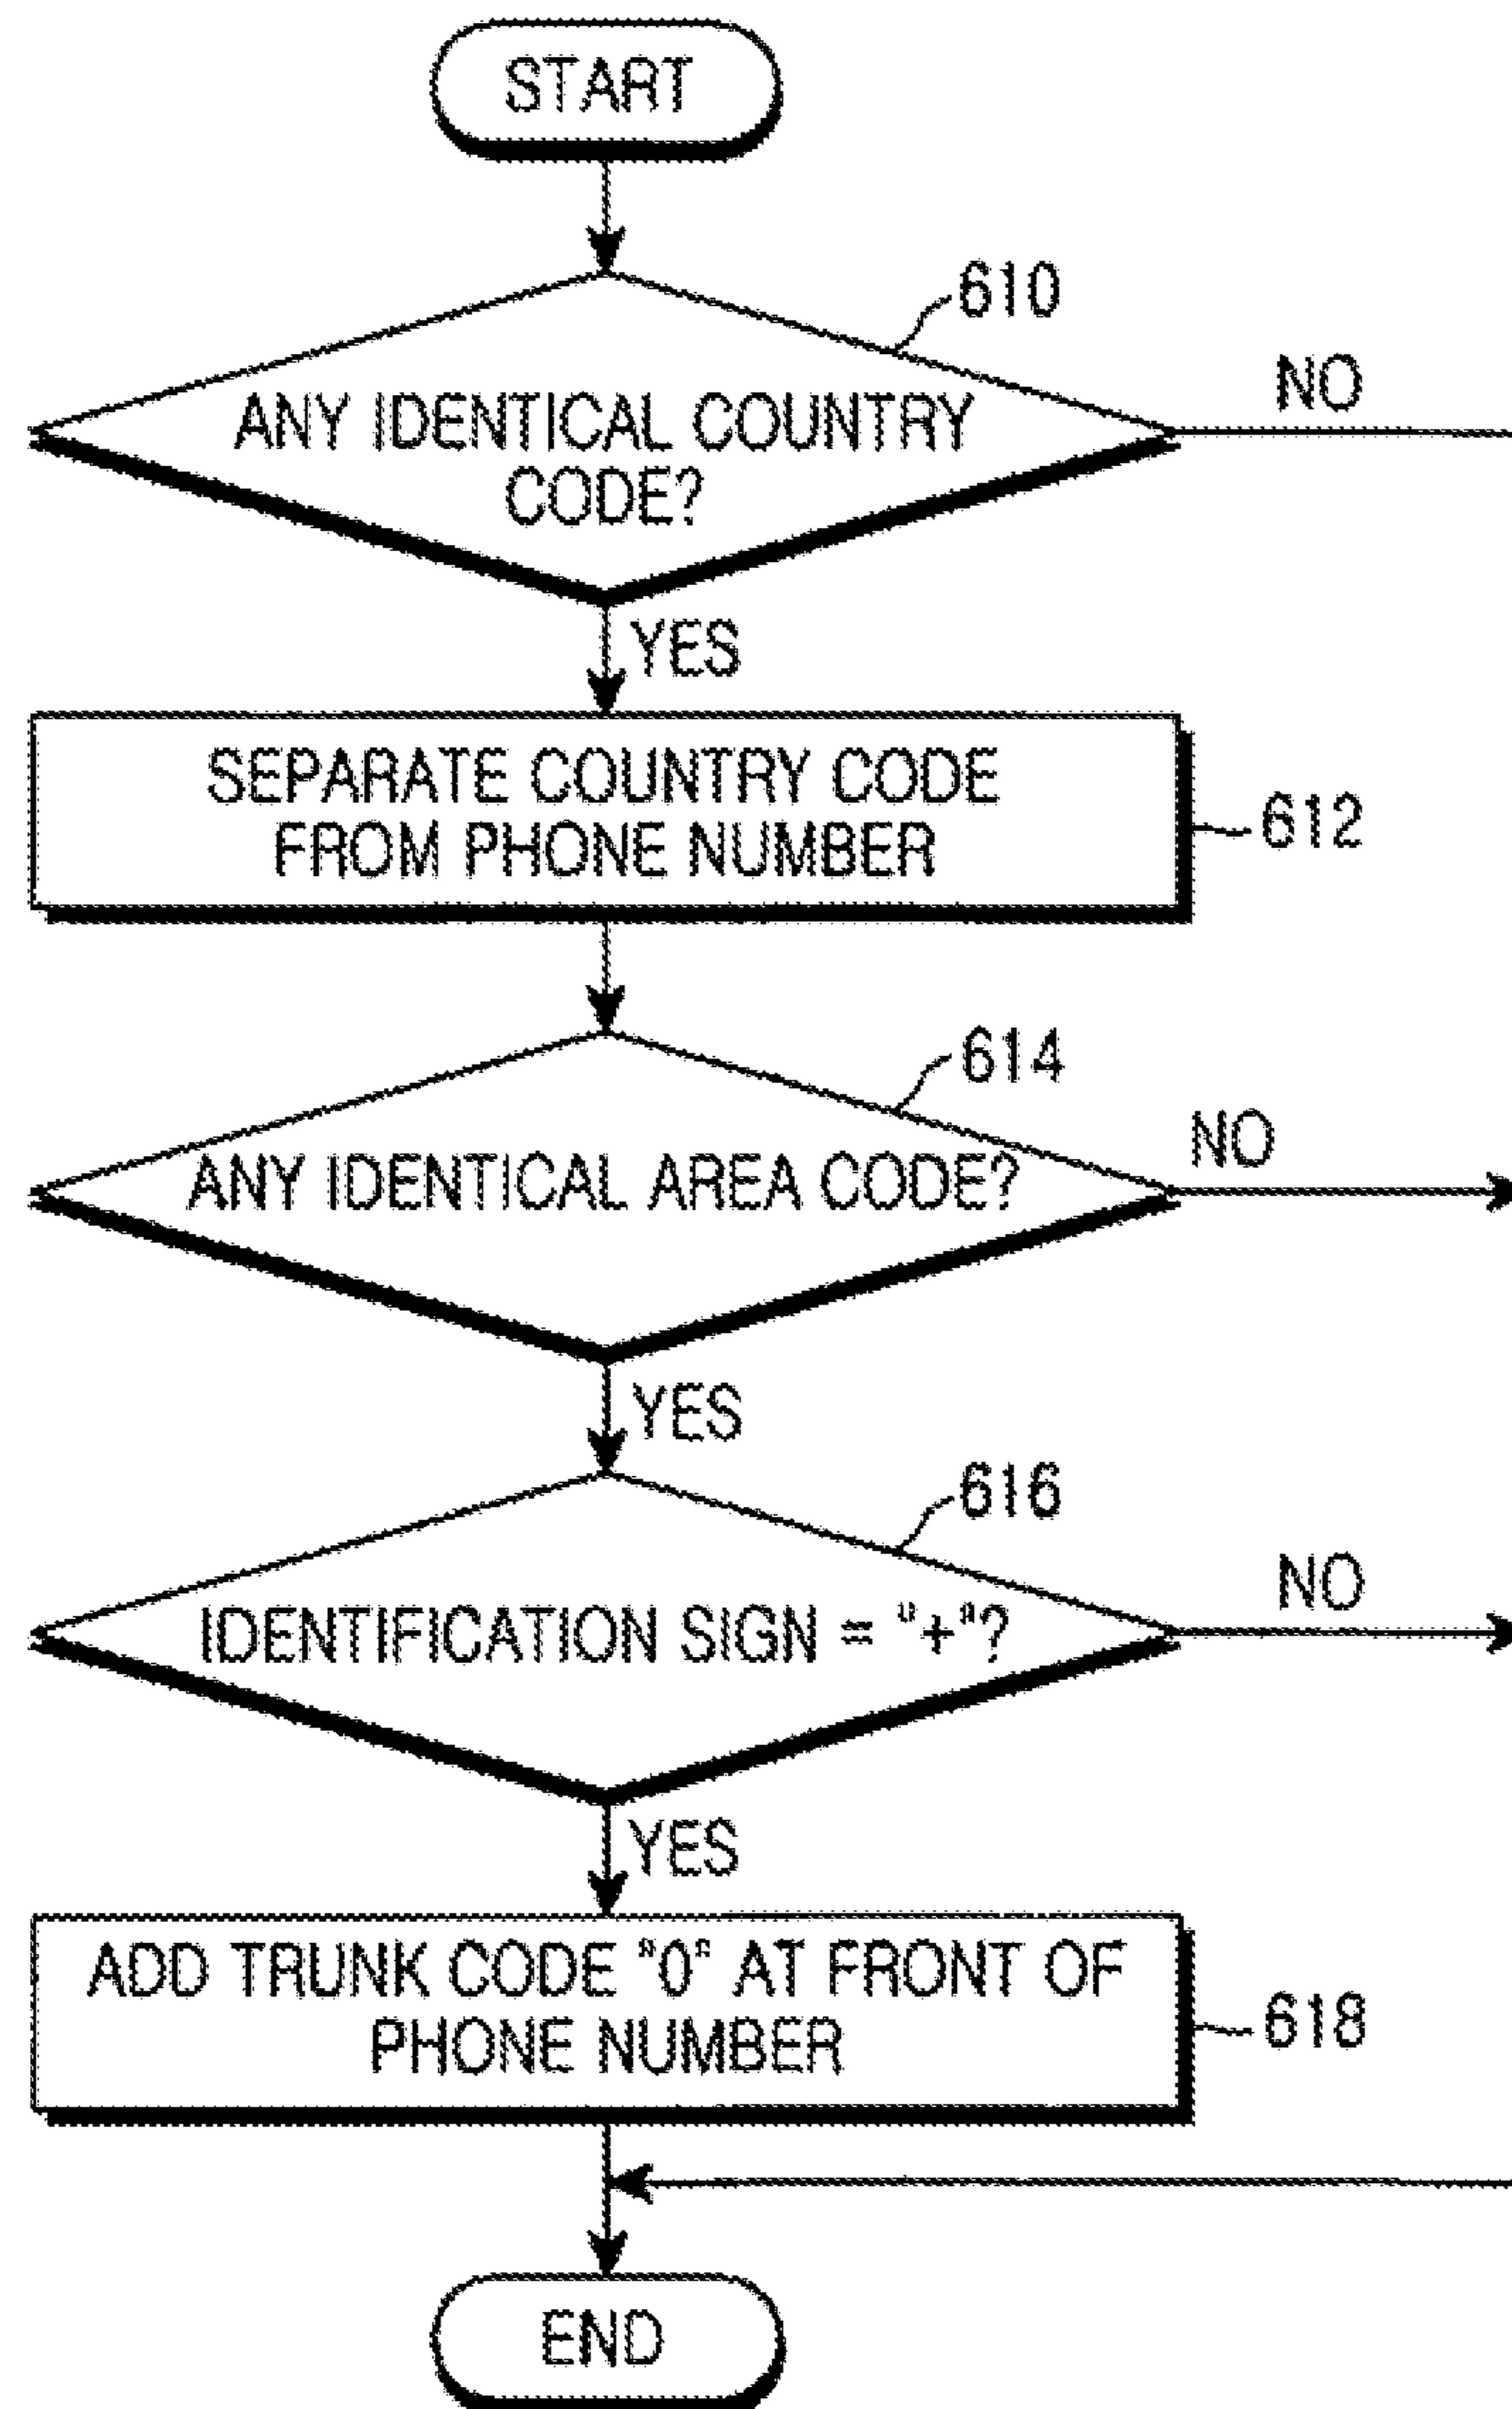 START
610
NO
ANY IDENTICAL COUNTRY
CODE?
YES
SEPARATE COUNTRY CODE
FROM PHONE NUMBER
612
614
NO
ANY IDENTICAL AREA CODE?
YES
616
NO
IDENTIFICATION SIGN = "+"?
YES
ADD TRUNK CODE "0" AT FRONT OF
PHONE NUMBER
618
END